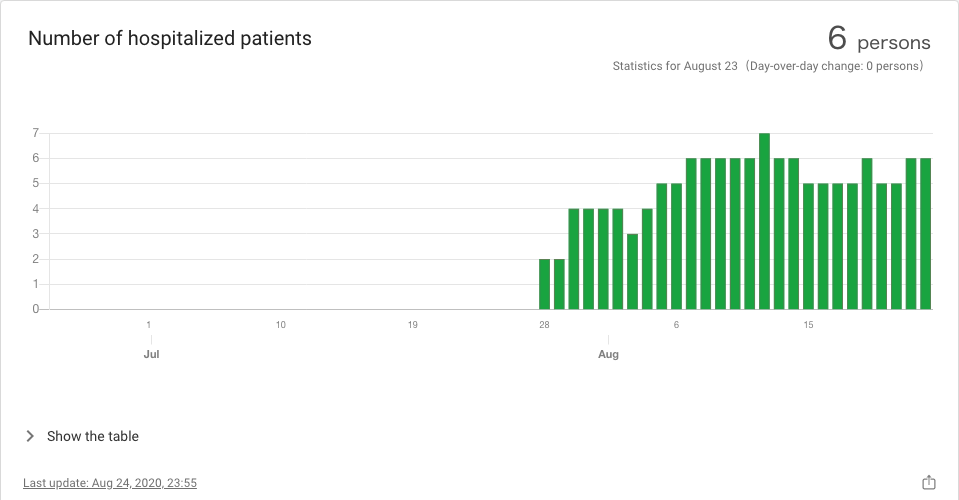 Number of hospitalized patients
6 persons
Statistics for August 23 (Day-over-day change: 0 persons)
7
6
5
4
3
2
1
0
1 10 19 28 6 15
Jul Aug
Show the table
Last update: Aug 24, 2020, 23:55